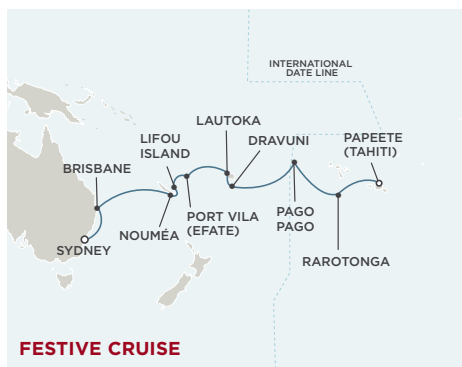 INTERNATIONAL
DATE LINE
LAUTOKA
DRAVUNI
PAPEETE
(TAHITI)
LIFOU
ISLAND
BRISBANE
PORT VILA
(EFATE)
PAGO
PAGO
NOUMÉA
SYDNEY
RAROTONGA
FESTIVE CRUISE